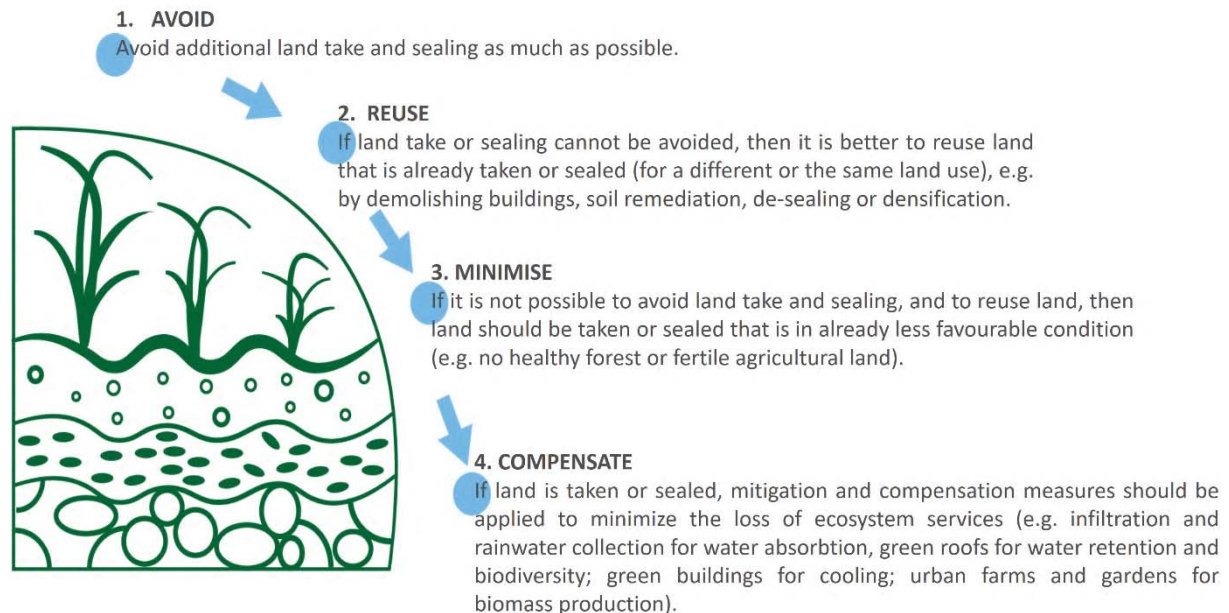 1. AVOID
Avoid additional land take and sealing as much as possible.
2. REUSE
If land take or sealing cannot be avoided, then it is better to reuse land
that is already taken or sealed (for a different or the same land use), e.g.
by demolishing buildings, soil remediation, de-sealing or densification.
3. MINIMISE
If it is not possible to avoid land take and sealing, and to reuse land, then
land should be taken or sealed that is in already less favourable condition
(e.g. no healthy forest or fertile agricultural land).
4. COMPENSATE
If land is taken or sealed, mitigation and compensation measures should be
applied to minimize the loss of ecosystem services (e.g. infiltration and
rainwater collection for water absorbtion, green roofs for water retention and
biodiversity; green buildings for cooling; urban farms and gardens for
biomass production).